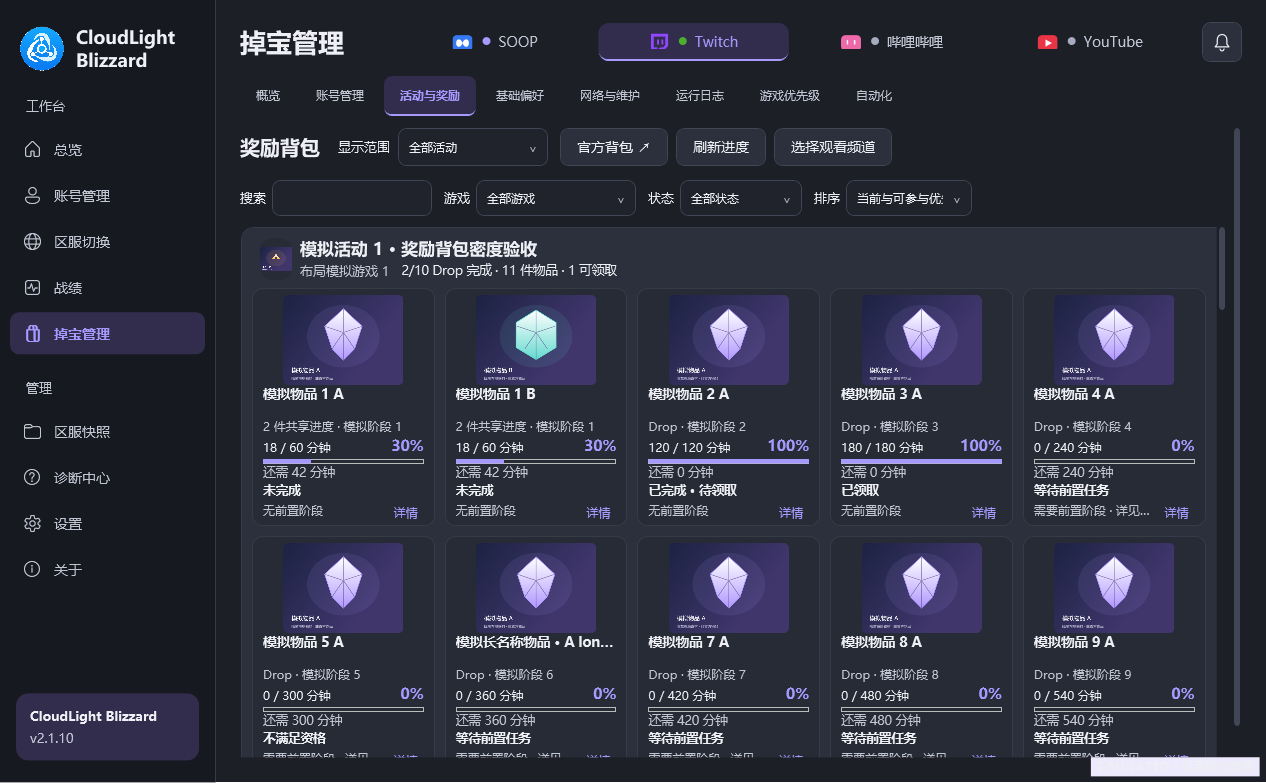 CloudLight
Blizzard
工作台
总览
账号管理
区服切换
战绩
掉宝管理
管理
区服快照
诊断中心
设置
关于
CloudLight Blizzard
v2.1.10
掉宝管理
SOOP
Twitch
哔哩哔哩
YouTube
概览
账号管理
活动与奖励
基础偏好
网络与维护
运行日志
游戏优先级
自动化
奖励背包
显示范围
全部活动
官方背包 ↗
刷新进度
选择观看频道
搜索
游戏
全部游戏
状态
全部状态
排序
当前与可参与优
模拟活动 1 • 奖励背包密度验收
布局模拟游戏 1 2/10 Drop 完成 · 11 件物品 · 1 可领取
模拟物品 1 A
2 件共享进度 · 模拟阶段 1
18 / 60 分钟 30%
还需 42 分钟
未完成
无前置阶段 详情
模拟物品 1 B
2 件共享进度 · 模拟阶段 1
18 / 60 分钟 30%
还需 42 分钟
未完成
无前置阶段 详情
模拟物品 2 A
Drop · 模拟阶段 2
120 / 120 分钟 100%
还需 0 分钟
已完成 • 待领取
无前置阶段 详情
模拟物品 3 A
Drop · 模拟阶段 3
180 / 180 分钟 100%
还需 0 分钟
已领取
无前置阶段 详情
模拟物品 4 A
Drop · 模拟阶段 4
0 / 240 分钟 0%
还需 240 分钟
等待前置任务
需要前置阶段 · 详见... 详情
模拟物品 5 A
Drop · 模拟阶段 5
0 / 300 分钟 0%
还需 300 分钟
不满足资格
模拟长名称物品 • A lon...
Drop · 模拟阶段 6
0 / 360 分钟 0%
还需 360 分钟
等待前置任务
模拟物品 7 A
Drop · 模拟阶段 7
0 / 420 分钟 0%
还需 420 分钟
等待前置任务
模拟物品 8 A
Drop · 模拟阶段 8
0 / 480 分钟 0%
还需 480 分钟
等待前置任务
模拟物品 9 A
Drop · 模拟阶段 9
0 / 540 分钟 0%
还需 540 分钟
等待前置任务